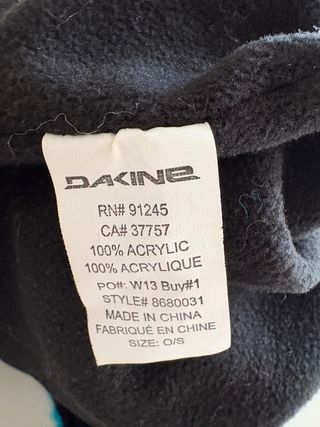 DAKINE
RN# 91245
CA# 37757
100% ACRYLIC
100% ACRYLIQUE
PO#: W13 Buy#1
STYLE# 8680031
MADE IN CHINA
FABRIQUÉ EN CHINE
SIZE: O/S